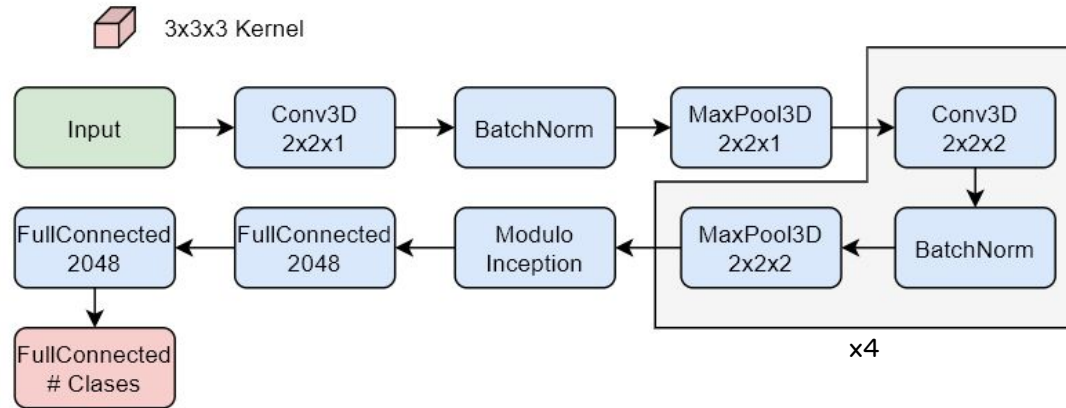 3x3x3 Kernel
Input
Conv3D
2x2x1
BatchNorm
MaxPool3D
2x2x1
Conv3D
2x2x2
BatchNorm
MaxPool3D
2x2x2
x4
Modulo
Inception
FullConnected
2048
FullConnected
2048
FullConnected
# Clases